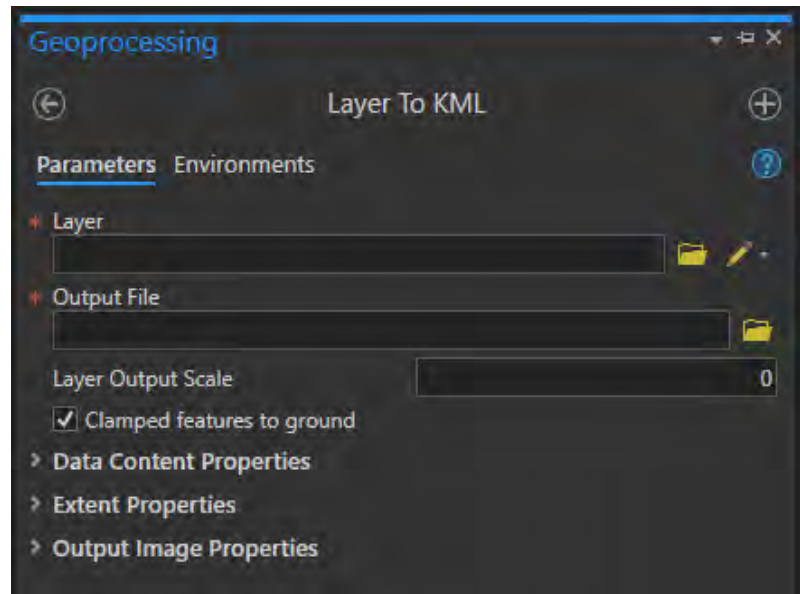 Geoprocessing
Layer To KML
Parameters Environments
?
* Layer
* Output File
Layer Output Scale 0
Clamped features to ground
Data Content Properties
Extent Properties
Output Image Properties